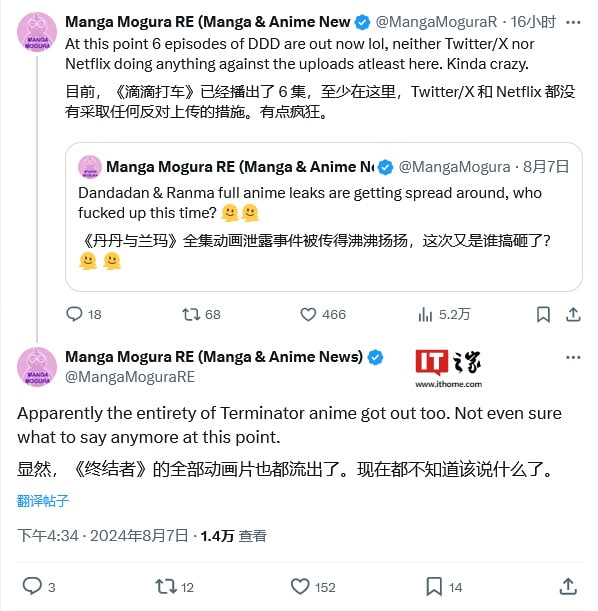 Manga Mogura RE (Manga & Anime New @MangaMoguraR · 16小时
At this point 6 episodes of DDD are out now lol, neither Twitter/X nor
Netflix doing anything against the uploads atleast here. Kinda crazy.
目前，《滴滴打车》已经播出了 6 集，至少在这里，Twitter/X 和 Netflix 都没
有采取任何反对上传的措施。有点疯狂。
Manga Mogura RE (Manga & Anime N @MangaMogura · 8月7日
Dandadan & Ranma full anime leaks are getting spread around, who
fucked up this time?
《丹丹与兰玛》全集动画泄露事件被传得沸沸扬扬，这次又是谁搞砸了？
18 68 466 5.2万
Manga Mogura RE (Manga & Anime News)
@MangaMoguraRE
IT之家
www.ithome.com
Apparently the entirety of Terminator anime got out too. Not even sure
what to say anymore at this point.
显然，《终结者》的全部动画片也都流出了。现在都不知道该说什么了。
翻译帖子
下午4:34 · 2024年8月7日 · 1.4万 查看
3 12 152 14
MANGA
MOGURA
MANGA
MOGURA